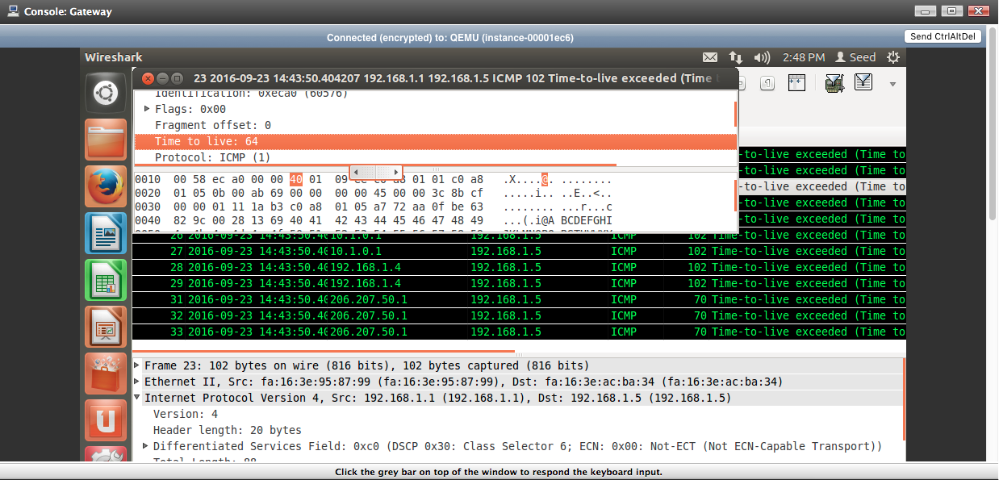 Console: Gateway
Connected (encrypted) to: QEMU (instance-00001ec6)
Send CtrlAltDel
Wireshark
2:48 PM
Seed
23 2016-09-23 14:43:50.404207 192.168.1.1 192.168.1.5 ICMP 102 Time-to-live exceeded (Time t
Identification: 0xeca0 (60576)
Flags: 0x00
Fragment offset: 0
Time to live: 64
Protocol: ICMP (1)
-to-live exceeded (Time to
-to-live exceeded (Time to
-to-live exceeded (Time to
-to-live exceeded (Time to
-to-live exceeded (Time to
0010 00 58 ec a0 00 00 40 01 09 01 01 c0 a8 .X....@. ........
0020 01 05 0b 00 ab 69 00 00 00 00 45 00 00 3c 8b cf .....i.. ..E..<..
0030 00 00 01 11 1a b3 c0 a8 01 05 a7 72 aa 0f be 63 ........ ...r...c
0040 82 9c 00 28 13 69 40 41 42 43 44 45 46 47 48 49 ...(.i@A BCDEFGHI
26 2016-09-23 14:43:50.40 10.1.0.1 192.168.1.5 ICMP 102 Time-to-live exceeded (Time to
27 2016-09-23 14:43:50.40 10.1.0.1 192.168.1.5 ICMP 102 Time-to-live exceeded (Time to
28 2016-09-23 14:43:50.40 192.168.1.4 192.168.1.5 ICMP 102 Time-to-live exceeded (Time to
29 2016-09-23 14:43:50.40 192.168.1.4 192.168.1.5 ICMP 102 Time-to-live exceeded (Time to
31 2016-09-23 14:43:50.40 206.207.50.1 192.168.1.5 ICMP 70 Time-to-live exceeded (Time to
32 2016-09-23 14:43:50.40 206.207.50.1 192.168.1.5 ICMP 70 Time-to-live exceeded (Time to
33 2016-09-23 14:43:50.40 206.207.50.1 192.168.1.5 ICMP 70 Time-to-live exceeded (Time to
Frame 23: 102 bytes on wire (816 bits), 102 bytes captured (816 bits)
Ethernet II, Src: fa:16:3e:95:87:99 (fa:16:3e:95:87:99), Dst: fa:16:3e:ac:ba:34 (fa:16:3e:ac:ba:34)
Internet Protocol Version 4, Src: 192.168.1.1 (192.168.1.1), Dst: 192.168.1.5 (192.168.1.5)
Version: 4
Header length: 20 bytes
Differentiated Services Field: 0xc0 (DSCP 0x30: Class Selector 6; ECN: 0x00: Not-ECT (Not ECN-Capable Transport))
Total Length: 88
Click the grey bar on top of the window to respond the keyboard input.